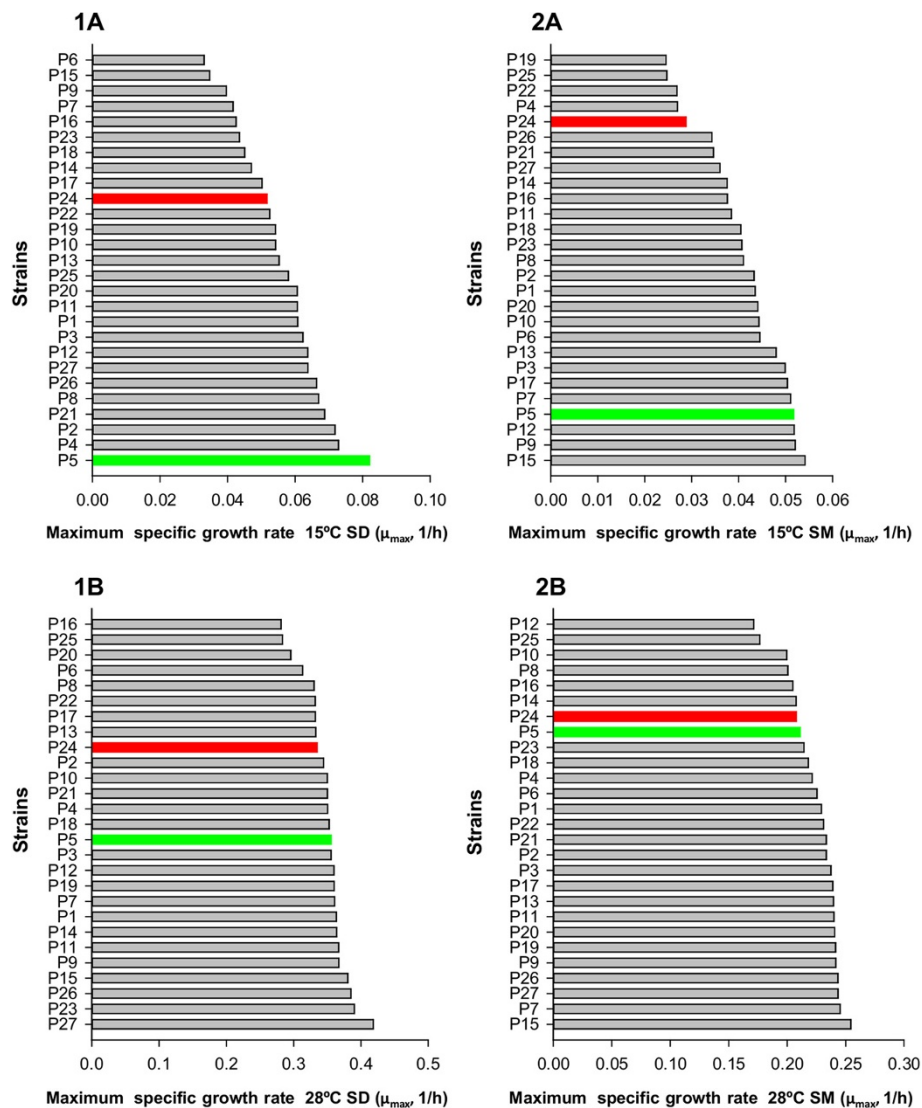 1A
P6
P15
P9
P7
P16
P23
P18
P14
P17
P24
P22
P19
P10
P13
P25
P20
P11
P1
P3
P12
P27
P26
P8
P21
P2
P4
P5
Strains
0.00 0.02 0.04 0.06 0.08 0.10
Maximum specific growth rate 15ºC SD (μmax, 1/h)
2A
P19
P25
P22
P4
P24
P26
P21
P27
P14
P16
P11
P18
P23
P8
P2
P1
P20
P10
P6
P13
P3
P17
P7
P5
P12
P9
P15
Strains
0.00 0.01 0.02 0.03 0.04 0.05 0.06
Maximum specific growth rate 15ºC SM (μmax, 1/h)
1B
P16
P25
P20
P6
P8
P22
P17
P13
P24
P2
P10
P21
P4
P18
P5
P3
P12
P19
P7
P1
P14
P11
P9
P15
P26
P23
P27
Strains
0.0 0.1 0.2 0.3 0.4 0.5
Maximum specific growth rate 28ºC SD (μmax, 1/h)
2B
P12
P25
P10
P8
P16
P14
P24
P5
P23
P18
P4
P6
P1
P22
P21
P2
P3
P17
P13
P11
P20
P19
P9
P26
P27
P7
P15
Strains
0.00 0.05 0.10 0.15 0.20 0.25 0.30
Maximum specific growth rate 28ºC SM (μmax, 1/h)